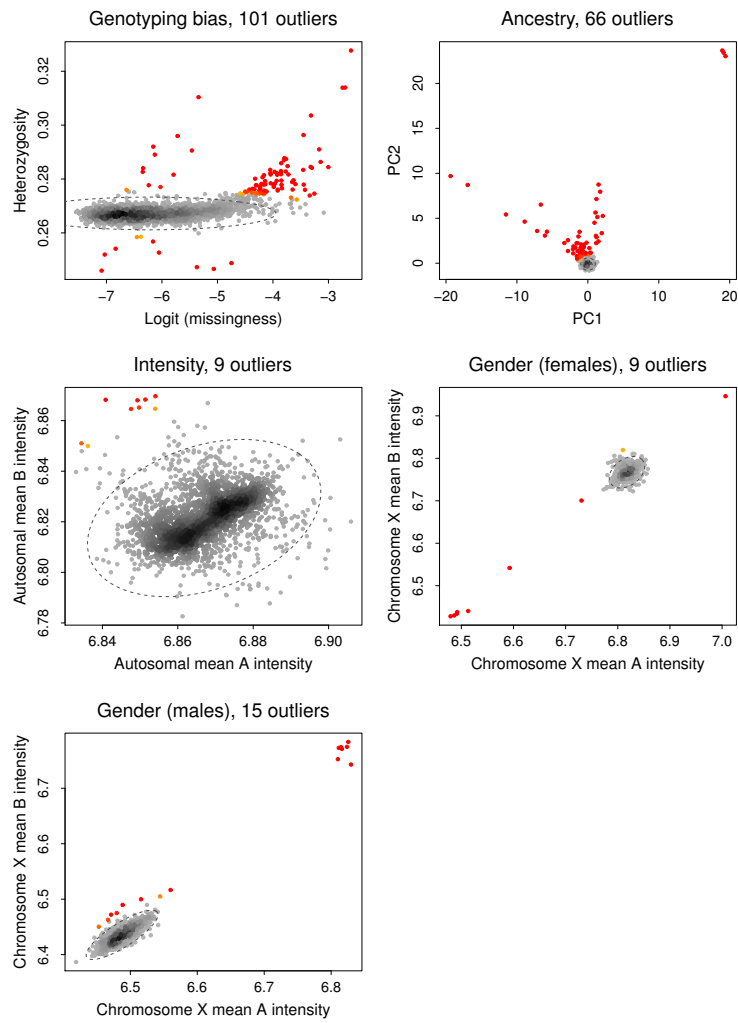 Genotyping bias, 101 outliers
Heterozygosity
0.32
0.30
0.28
0.26
−7 −6 −5 −4 −3
Logit (missingness)
Ancestry, 66 outliers
PC2
20
15
10
5
0
−20 −10 0 10 20
PC1
Intensity, 9 outliers
Autosomal mean B intensity
6.86
6.84
6.82
6.80
6.78
6.84 6.86 6.88 6.90
Autosomal mean A intensity
Gender (females), 9 outliers
Chromosome X mean B intensity
6.9
6.8
6.7
6.6
6.5
6.5 6.6 6.7 6.8 6.9 7.0
Chromosome X mean A intensity
Gender (males), 15 outliers
Chromosome X mean B intensity
6.7
6.6
6.5
6.4
6.5 6.6 6.7 6.8
Chromosome X mean A intensity